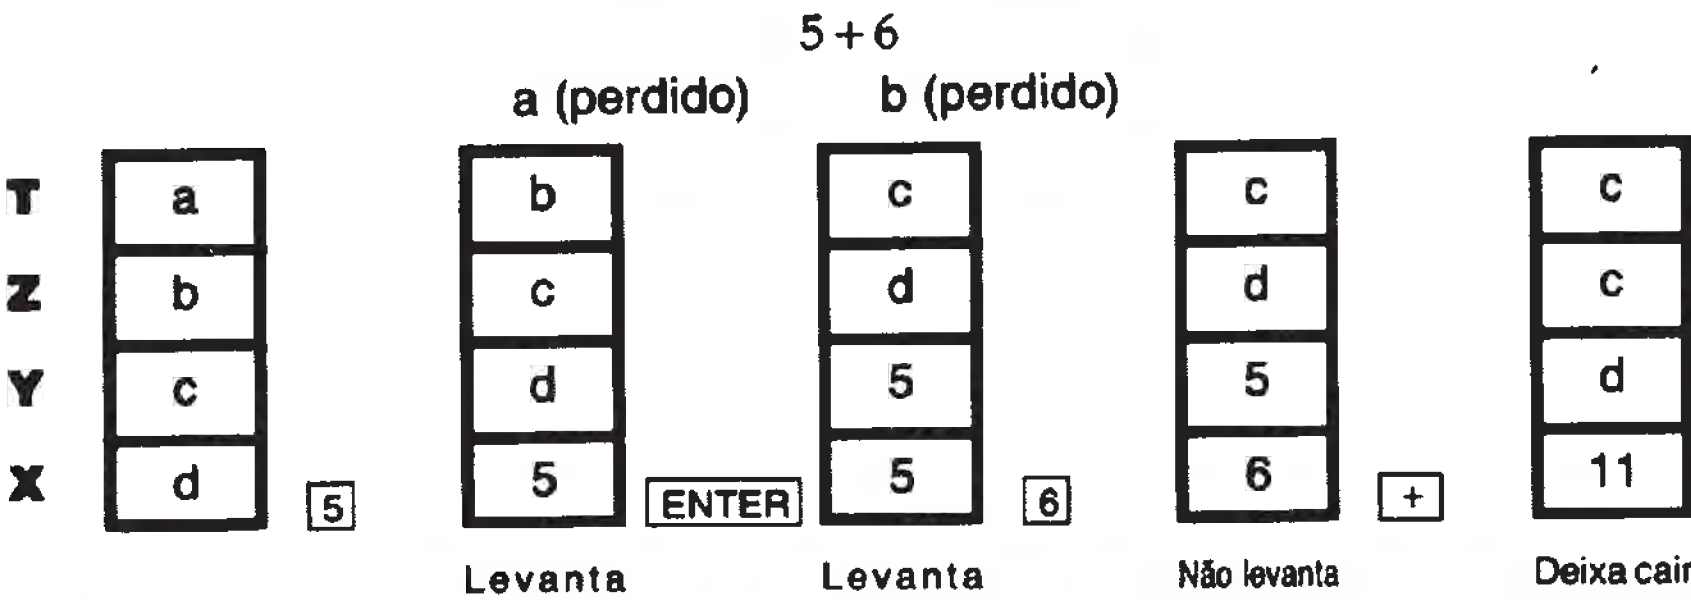 5+6
a (perdido) b (perdido)
T a b c c c
Z b c d d c
Y c d 5 5 d
X d 5 5 ENTER 5 6 6 + 11
Levanta Levanta Não levanta Deixa cair